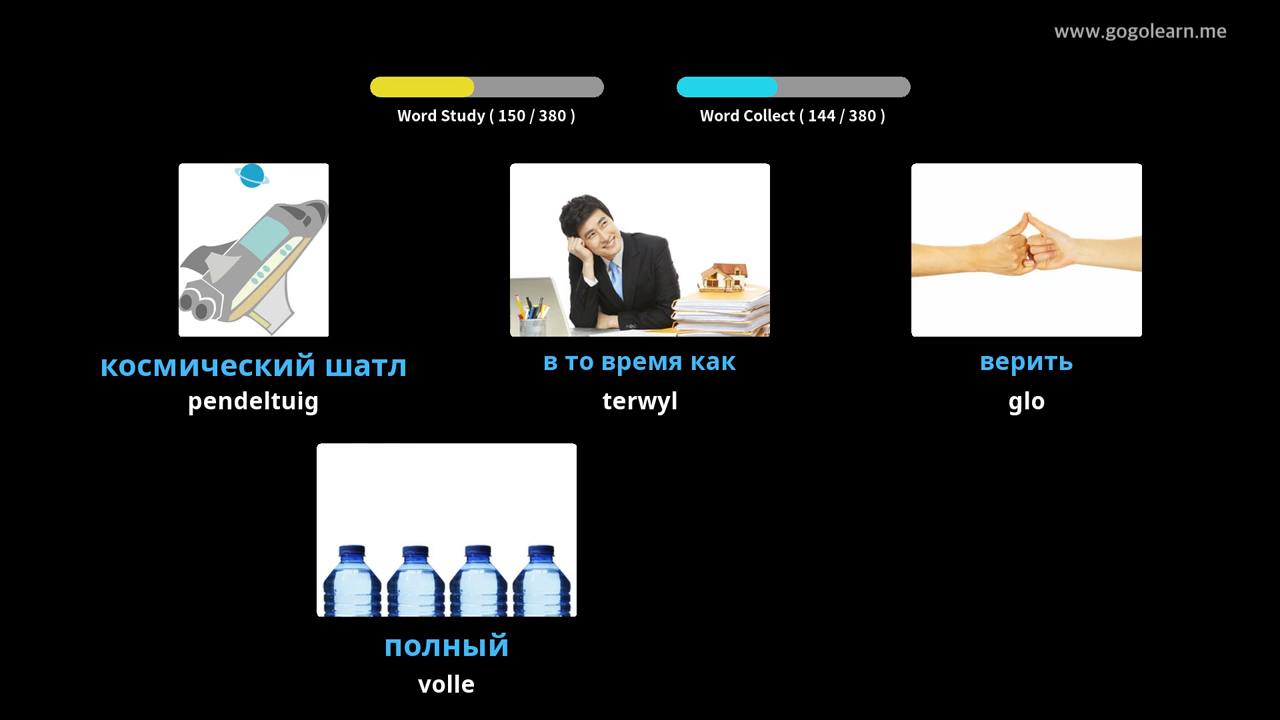 www.gogolearn.me
Word Study ( 150 / 380 )
Word Collect ( 144 / 380 )
космический шатл
pendeltuig
в то время как
terwyl
верить
glo
полный
volle